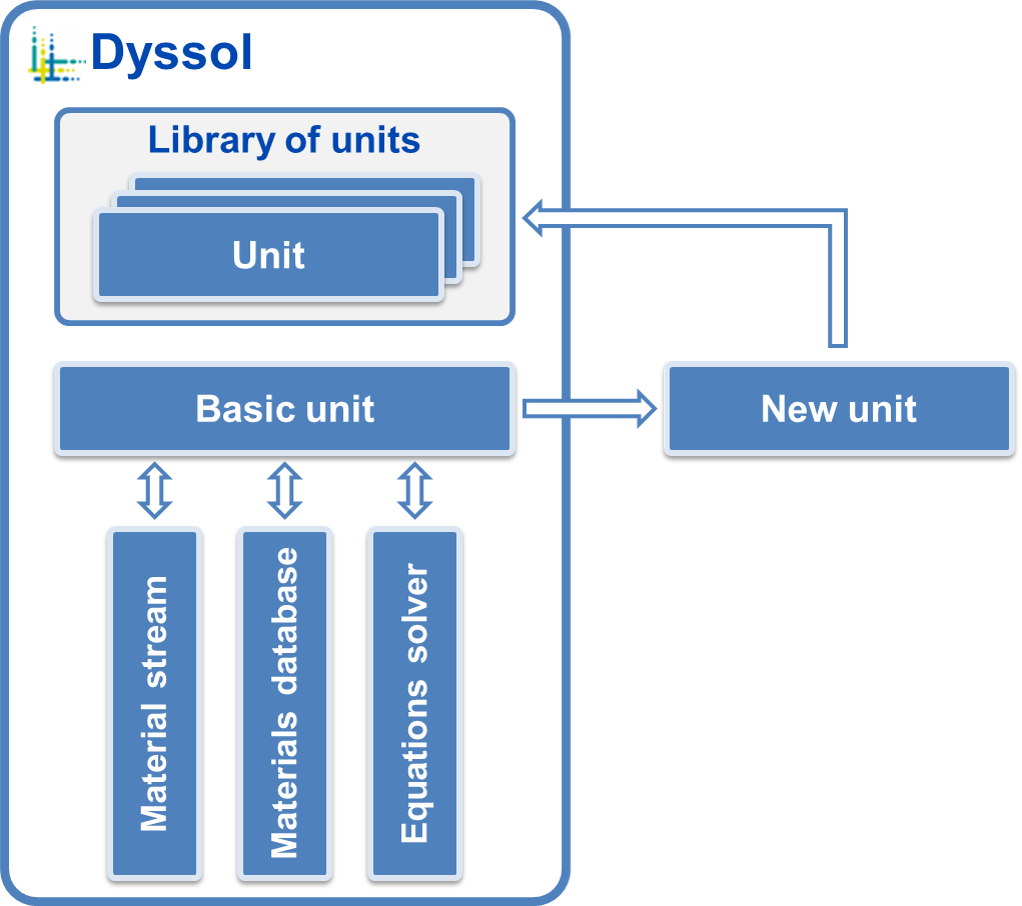 Dyssol
Library of units
Unit
Basic unit
New unit
Material stream
Materials database
Equations solver